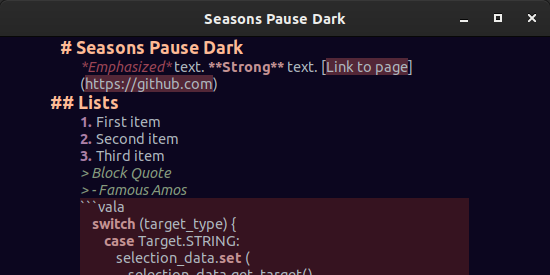 Seasons Pause Dark
# Seasons Pause Dark
*Emphasized* text. **Strong** text. [Link to page]
(https://github.com)
## Lists
1. First item
2. Second item
3. Third item
> Block Quote
> - Famous Amos
```vala
switch (target_type) {
case Target.STRING:
selection_data.set (
selection_data.get_target()